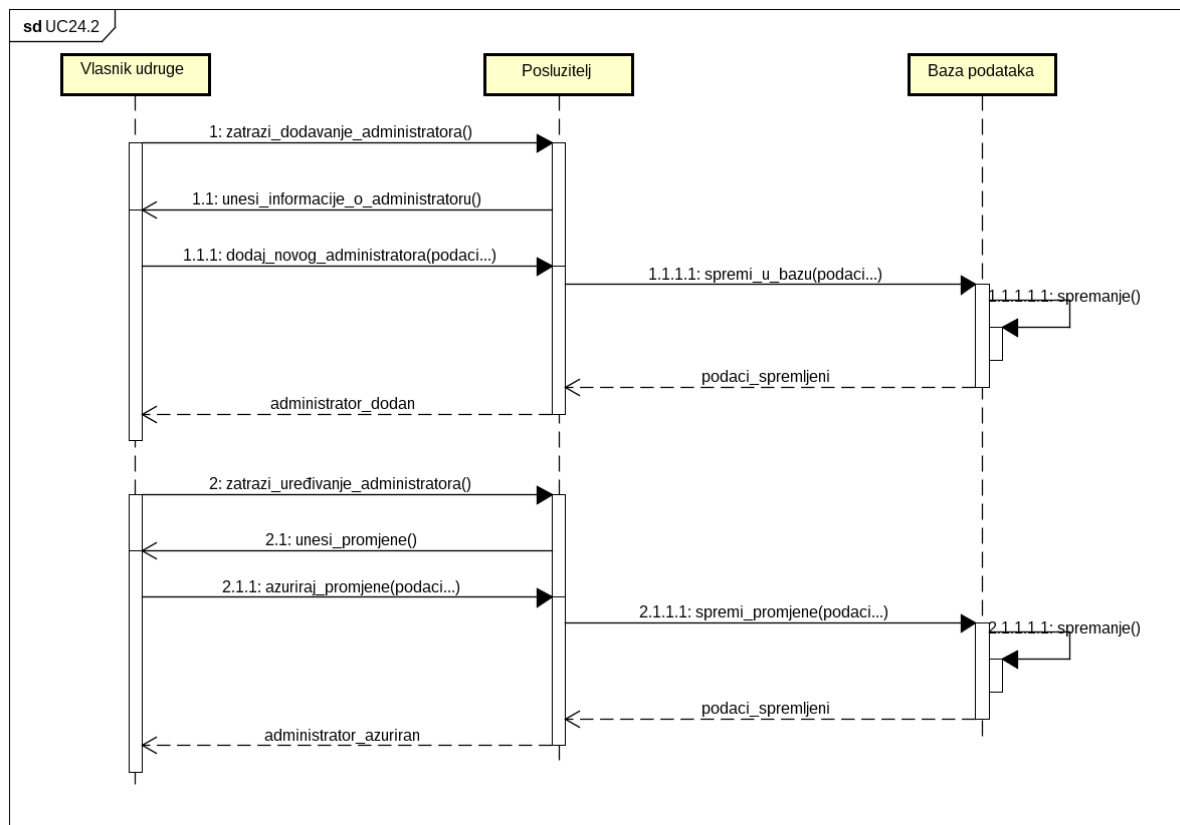 sd UC24.2
Vlasnik udruge
Posluzitelj
Baza podataka
1: zatrazi_dodavanje_administratora()
1.1: unesi_informacije_o_administratoru()
1.1.1: dodaj_novog_administratora(podaci...)
1.1.1.1: spremi_u_bazu(podaci...)
1.1.1.1.1: spremanje()
podaci_spremljeni
administrator_dodan
2: zatrazi_uređivanje_administratora()
2.1: unesi_promjene()
2.1.1: azuriraj_promjene(podaci...)
2.1.1.1: spremi_promjene(podaci...)
2.1.1.1.1: spremanje()
podaci_spremljeni
administrator_azuriran